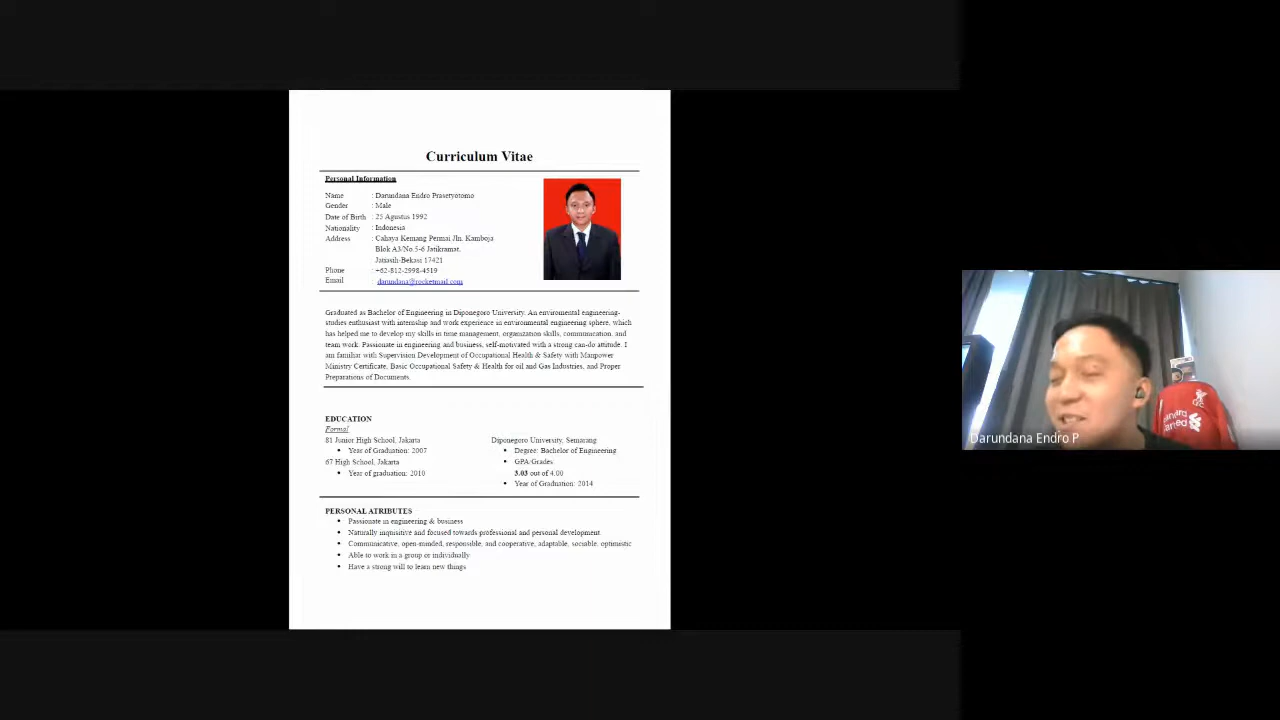 Curriculum Vitae
Personal Information
Name : Darundana Endro Prasetyotomo
Gender : Male
Date of Birth : 25 Agustus 1992
Nationality : Indonesia
Address : Cahaya Kemang Permai Jln. Kamboja
Blok A3/No.5-6 Jatikramat.
Jatiasih-Bekasi 17421
Phone : +62-812-2998-4519
Email : darundana@rocketmail.com
Graduated as Bachelor of Engineering in Diponegoro University. An enviromental engineering-
studies enthusiast with internship and work experience in environmental engineering sphere, which
has helped me to develop my skills in time management, organization skills, communication, and
team work. Passionate in engineering and business, self-motivated with a strong can-do attitude. I
am familiar with Supervision Development of Occupational Health & Safety with Manpower
Ministry Certificate, Basic Occupational Safety & Health for oil and Gas Industries, and Proper
Preparations of Documents.
EDUCATION
Formal
81 Junior High School, Jakarta
• Year of Graduation: 2007
67 High School, Jakarta
• Year of graduation: 2010
Diponegoro University, Semarang
• Degree: Bachelor of Engineering
• GPA/Grades
3.03 out of 4.00
• Year of Graduation: 2014
PERSONAL ATRIBUTES
• Passionate in engineering & business
• Naturally inquisitive and focused towards professional and personal development
• Communicative, open-minded, responsible, and cooperative, adaptable, sociable. optimistic
• Able to work in a group or individually
• Have a strong will to learn new things
Darundana Endro P